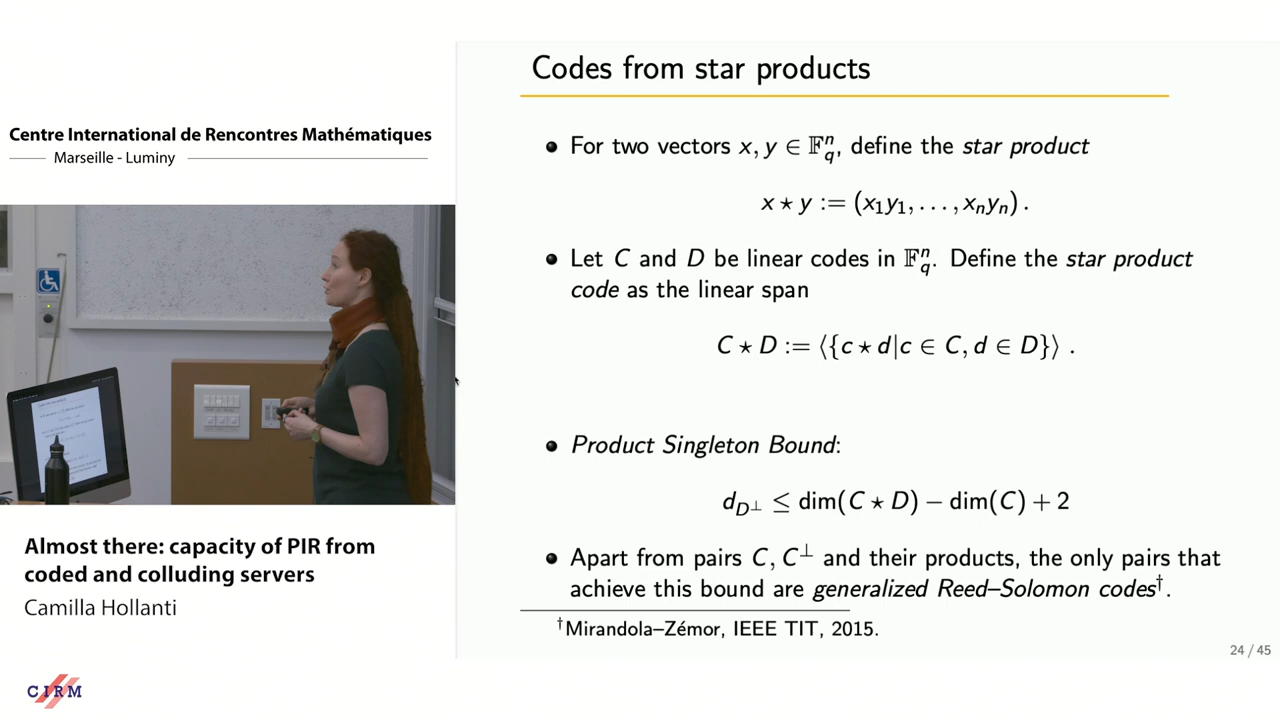 Centre International de Rencontres Mathématiques
Marseille - Luminy
Almost there: capacity of PIR from
coded and colluding servers
Camilla Hollanti
CIRM
Codes from star products
• For two vectors x, y ∈ 𝔽_q^n, define the star product
x ⋆ y := (x₁y₁, . . . , xₙyₙ) .
• Let C and D be linear codes in 𝔽_q^n. Define the star product
code as the linear span
C ⋆ D := ⟨{c ⋆ d|c ∈ C, d ∈ D}⟩ .
• Product Singleton Bound:
d_{D^⊥} ≤ dim(C ⋆ D) − dim(C) + 2
• Apart from pairs C, C^⊥ and their products, the only pairs that
achieve this bound are generalized Reed–Solomon codes†.
†Mirandola–Zémor, IEEE TIT, 2015.
24 / 45